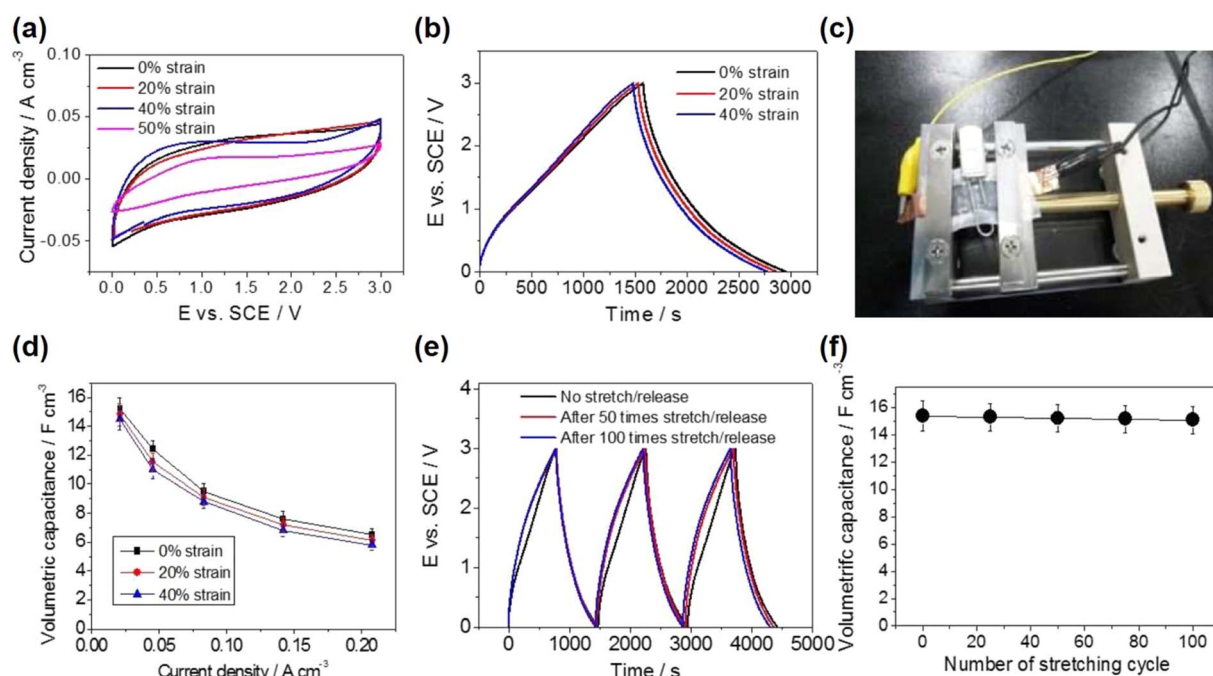 (a)
0.10
0.05
0.00
-0.05
0% strain
20% strain
40% strain
50% strain
Current density / A cm⁻³
0.0 0.5 1.0 1.5 2.0 2.5 3.0
E vs. SCE / V
(b)
4
3
2
1
0
0% strain
20% strain
40% strain
E vs. SCE / V
0 500 1000 1500 2000 2500 3000
Time / s
(c)
(d)
16
14
12
10
8
6
4
2
0
Volumetric capacitance / F cm⁻³
0% strain
20% strain
40% strain
0.00 0.05 0.10 0.15 0.20
Current density / A cm⁻³
(e)
4
3
2
1
0
No stretch/release
After 50 times stretch/release
After 100 times stretch/release
E vs. SCE / V
0 1000 2000 3000 4000 5000
Time / s
(f)
16
14
12
10
8
6
4
2
0
Volumetrifc capacitance / F cm⁻³
0 20 40 60 80 100
Number of stretching cycle